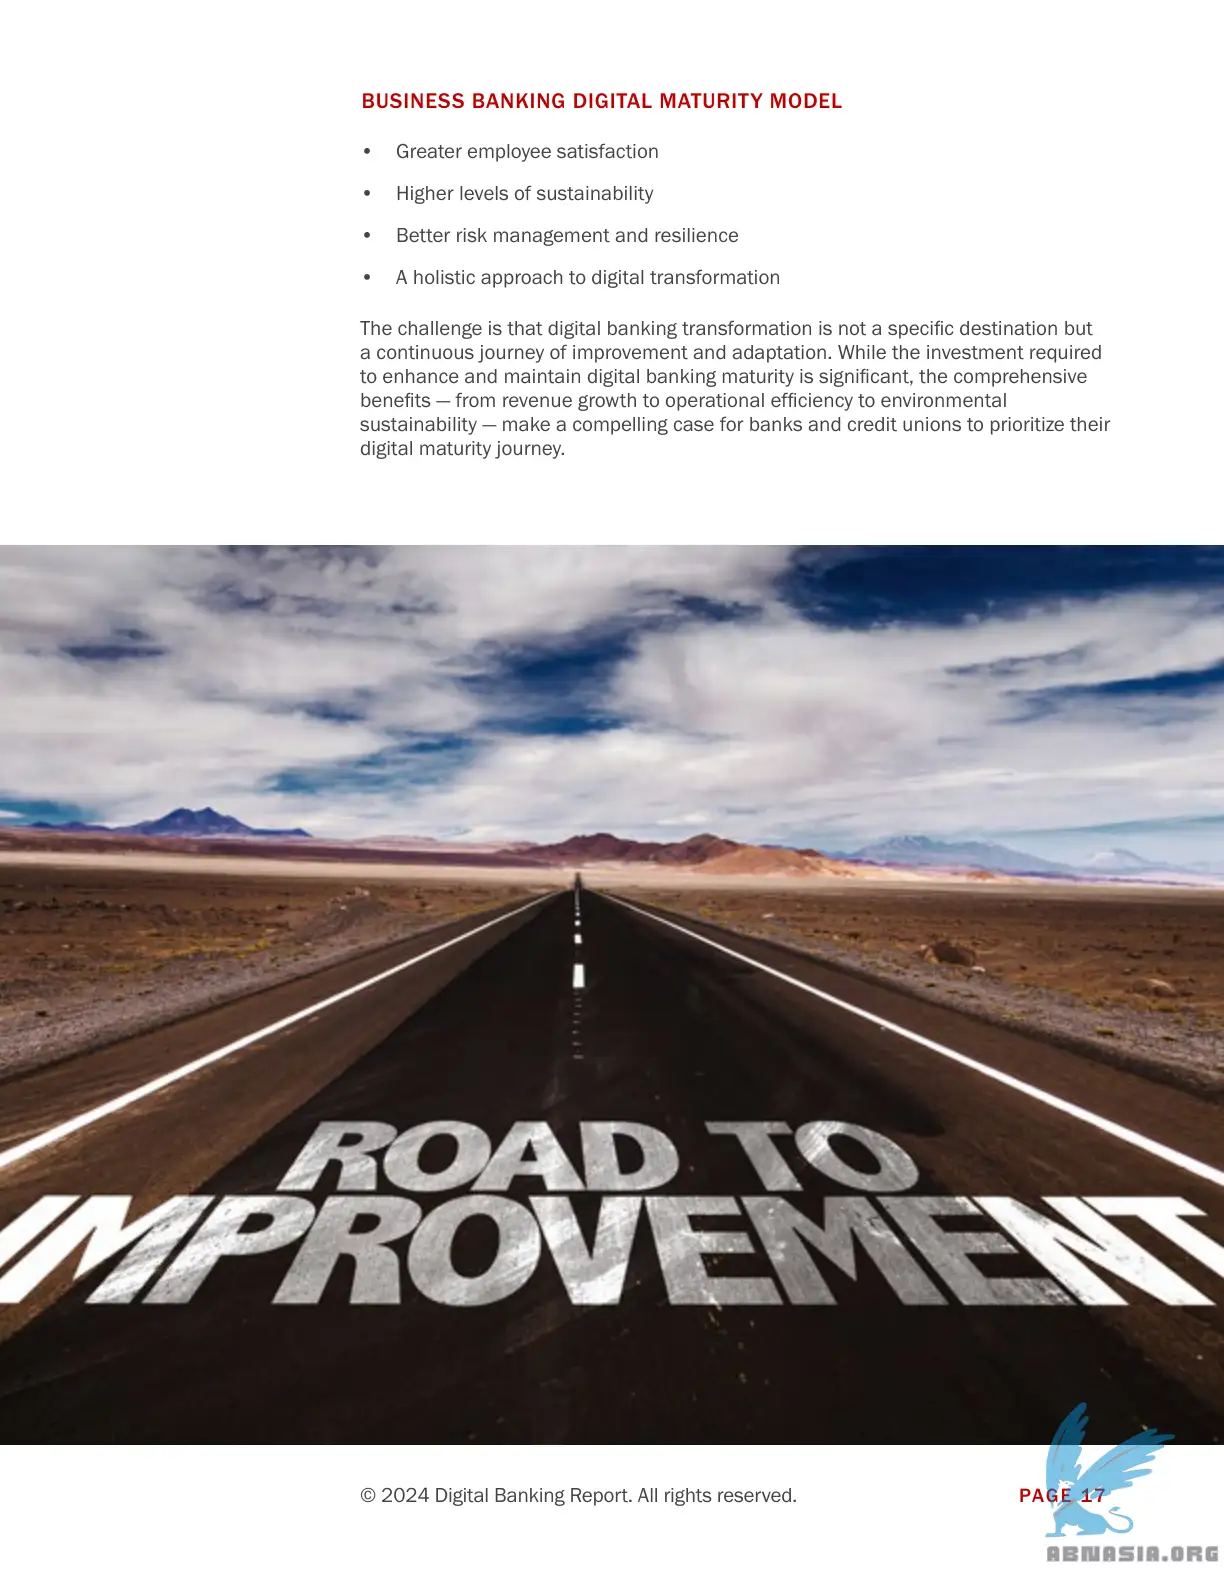 BUSINESS BANKING DIGITAL MATURITY MODEL
• Greater employee satisfaction
• Higher levels of sustainability
• Better risk management and resilience
• A holistic approach to digital transformation
The challenge is that digital banking transformation is not a specific destination but
a continuous journey of improvement and adaptation. While the investment required
to enhance and maintain digital banking maturity is significant, the comprehensive
benefits — from revenue growth to operational efficiency to environmental
sustainability — make a compelling case for banks and credit unions to prioritize their
digital maturity journey.
ROAD TO
IMPROVEMENT
© 2024 Digital Banking Report. All rights reserved.
PAGE 17
ABNASIA.ORG